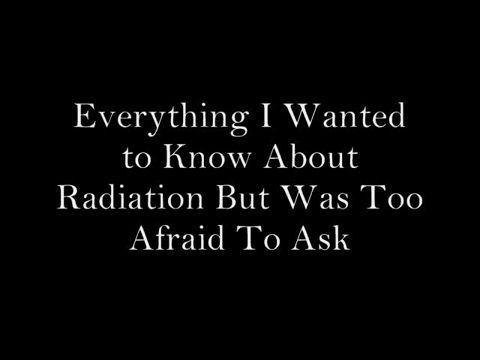 Everything I Wanted
to Know About
Radiation But Was Too
Afraid To Ask